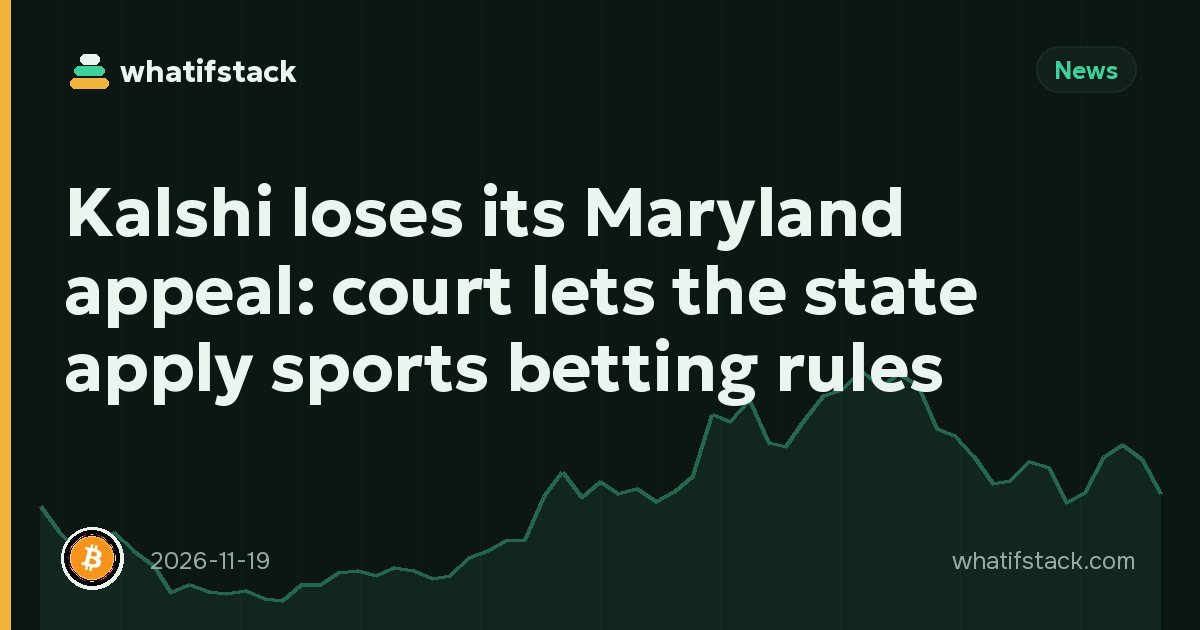 whatifstack
News
Kalshi loses its Maryland
appeal: court lets the state
apply sports betting rules
2026-11-19
whatifstack.com